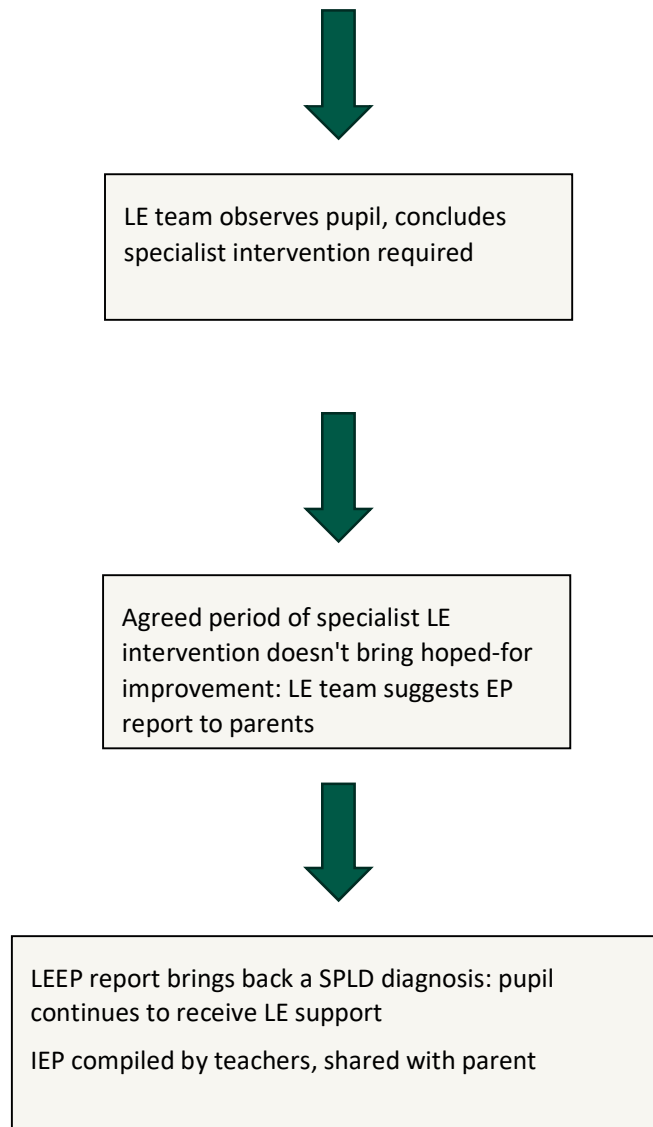 LE team observes pupil, concludes
specialist intervention required
Agreed period of specialist LE
intervention doesn't bring hoped-for
improvement: LE team suggests EP
report to parents
LEEP report brings back a SPLD diagnosis: pupil
continues to receive LE support
IEP compiled by teachers, shared with parent